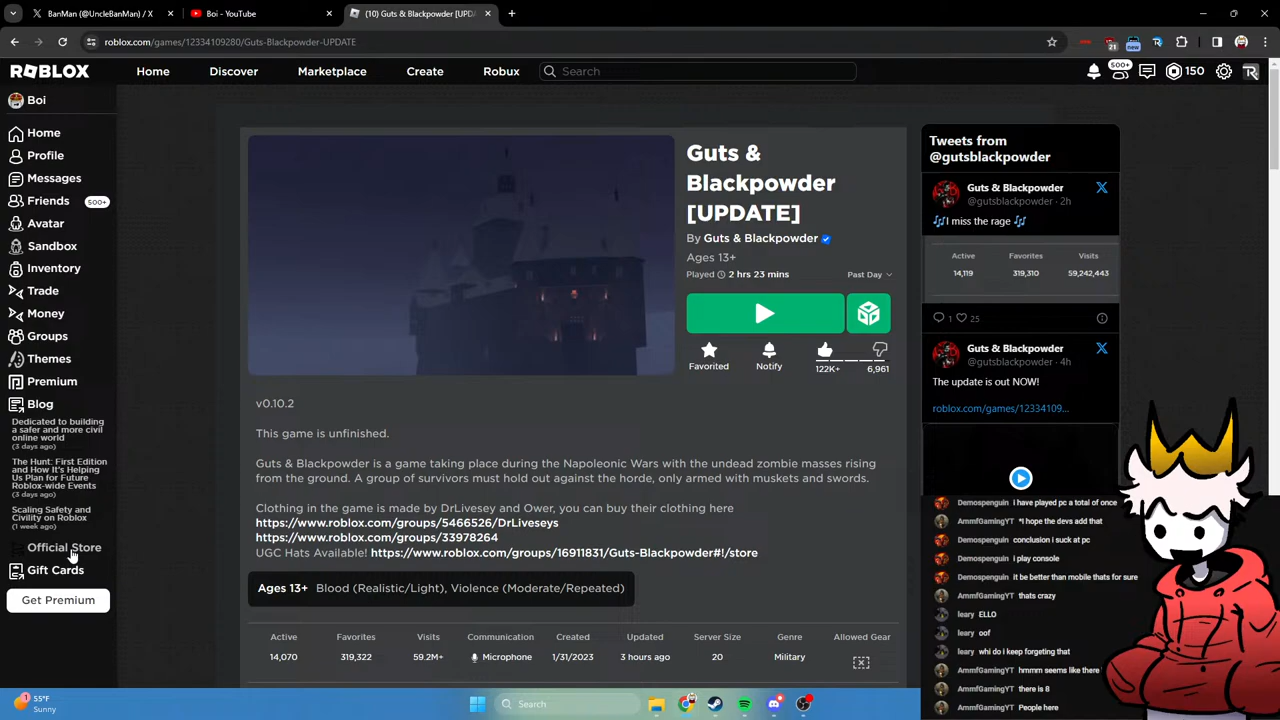 BanMan (@UncleBanMan) / X
Boi - YouTube
(10) Guts & Blackpowder [UPD
roblox.com/games/12334109280/Guts-Blackpowder-UPDATE
21
new
ROBLOX
Home
Discover
Marketplace
Create
Robux
Search
500+
150
Boi
Home
Profile
Messages
Friends
500+
Avatar
Sandbox
Inventory
Trade
Money
Groups
Themes
Premium
Blog
Dedicated to building
a safer and more civil
online world
(3 days ago)
The Hunt: First Edition
and How It's Helping
Us Plan for Future
Roblox-wide Events
(3 days ago)
Scaling Safety and
Civility on Roblox
(1 week ago)
Official Store
Gift Cards
Get Premium
Guts &
Blackpowder
[UPDATE]
By Guts & Blackpowder
Ages 13+
Played 2 hrs 23 mins
Past Day
Favorited
Notify
122K+
6,961
v0.10.2
This game is unfinished.
Guts & Blackpowder is a game taking place during the Napoleonic Wars with the undead zombie masses rising
from the ground. A group of survivors must hold out against the horde, only armed with muskets and swords.
Clothing in the game is made by DrLivesey and Ower, you can buy their clothing here
https://www.roblox.com/groups/5466526/DrLiveseys
https://www.roblox.com/groups/33978264
UGC Hats Available! https://www.roblox.com/groups/16911831/Guts-Blackpowder#!/store
Ages 13+ Blood (Realistic/Light), Violence (Moderate/Repeated)
Active
Favorites
Visits
Communication
Created
Updated
Server Size
Genre
Allowed Gear
14,070
319,322
59.2M+
Microphone
1/31/2023
3 hours ago
20
Military
Tweets from
@gutsblackpowder
Guts & Blackpowder
@gutsblackpowder · 2h
🎶I miss the rage 🎶
Active
Favorites
Visits
14,119
319,310
59,242,443
1
25
Guts & Blackpowder
@gutsblackpowder · 4h
The update is out NOW!
roblox.com/games/12334109...
Demospenguin i have played pc a total of once
AmmfGamingYT *I hope the devs add that
Demospenguin conclusion i suck at pc
Demospenguin i play console
Demospenguin it be better than mobile thats for sure
AmmfGamingYT thats crazy
leary ELLO
leary oof
leary whi do i keep forgeting that
AmmfGamingYT hmmm seems like there
AmmfGamingYT there is 8
AmmfGamingYT People here
1
55°F
Sunny
Search